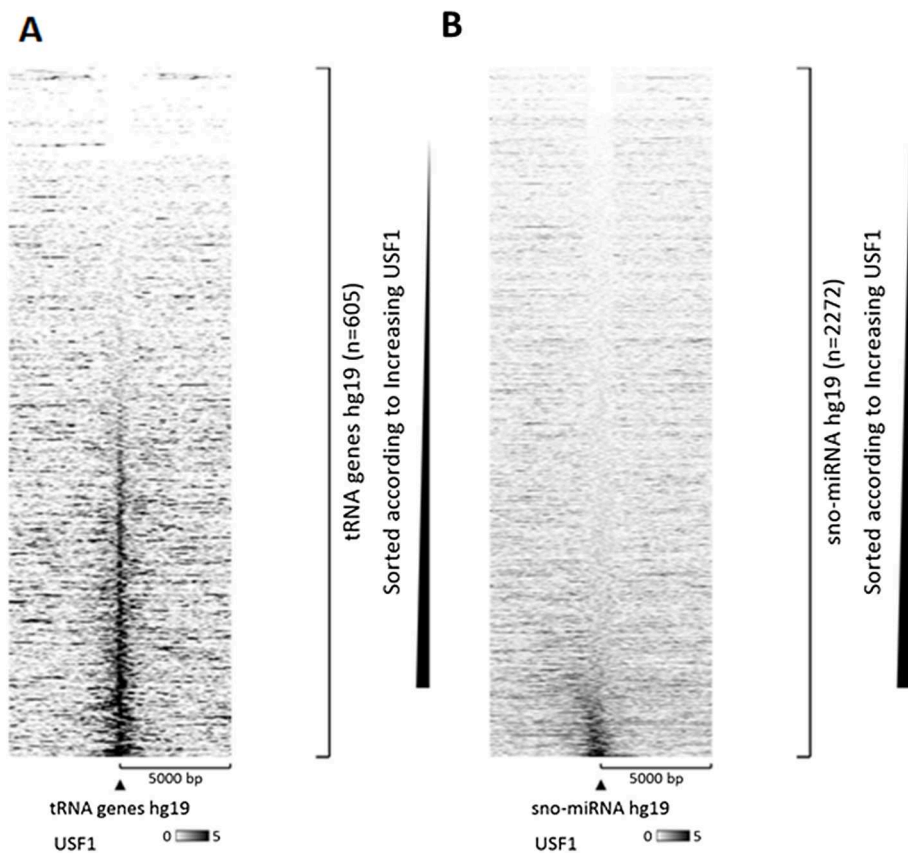 A
tRNA genes hg19 (n=605)
Sorted according to Increasing USF1
5000 bp
tRNA genes hg19
USF1
0
5
B
sno-miRNA hg19 (n=2272)
Sorted according to Increasing USF1
5000 bp
sno-miRNA hg19
USF1
0
5